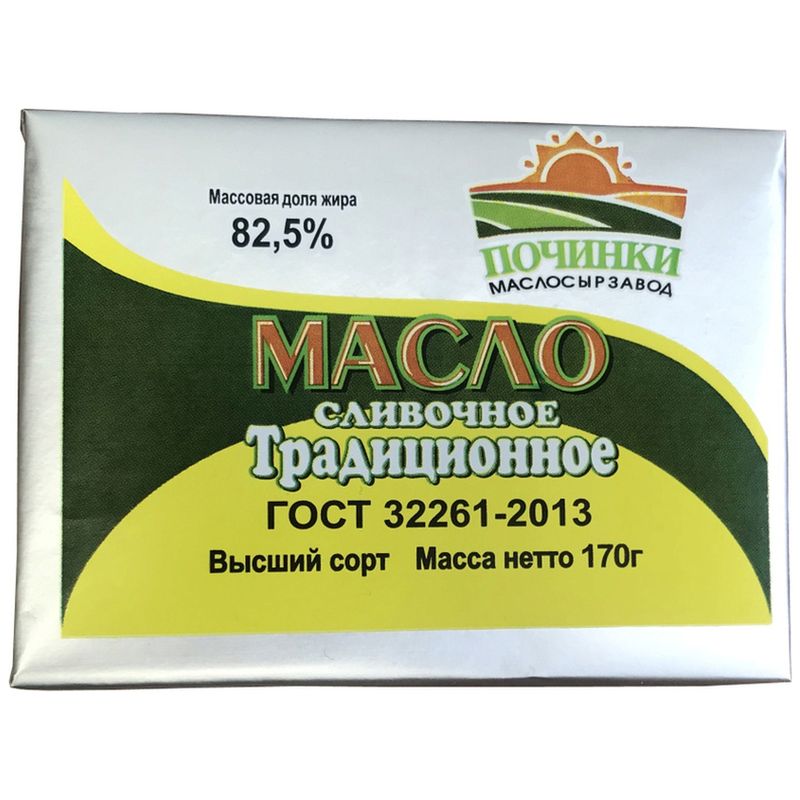 Массовая доля жира
82,5%
ПОЧИНКИ
МАСЛОСЫРЗАВОД
МАСЛО
СЛИВОЧНОЕ
Традиционное
ГОСТ 32261-2013
Высший сорт Масса нетто 170г